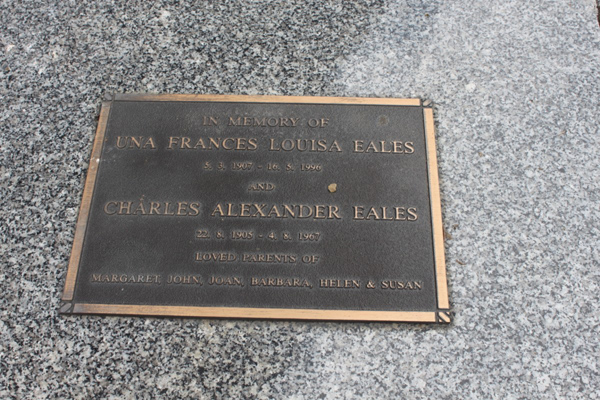 IN MEMORY OF
UNA FRANCES LOUISA EALES
5. 3. 1907 - 16. 5. 1996
AND
CHARLES ALEXANDER EALES
22. 8. 1905 - 4. 8. 1967
LOVED PARENTS OF
MARGARET, JOHN, JOAN, BARBARA, HELEN & SUSAN